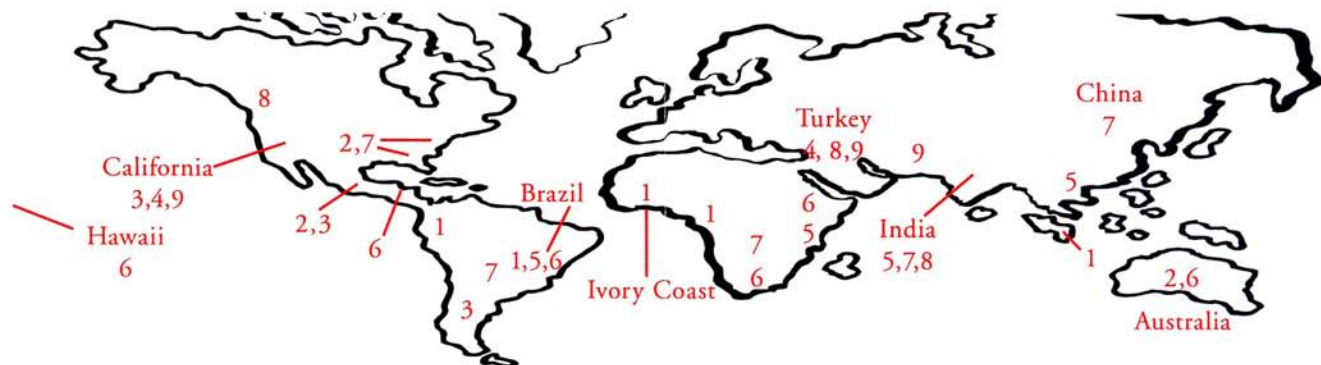 8
California
3,4,9
Hawaii
6
2,7
2,3
6
1
7
3
Brazil
1,5,6
1
Ivory Coast
1
7
6
6
5
Turkey
4, 8,9
9
India
5,7,8
China
7
5
1
2,6
Australia